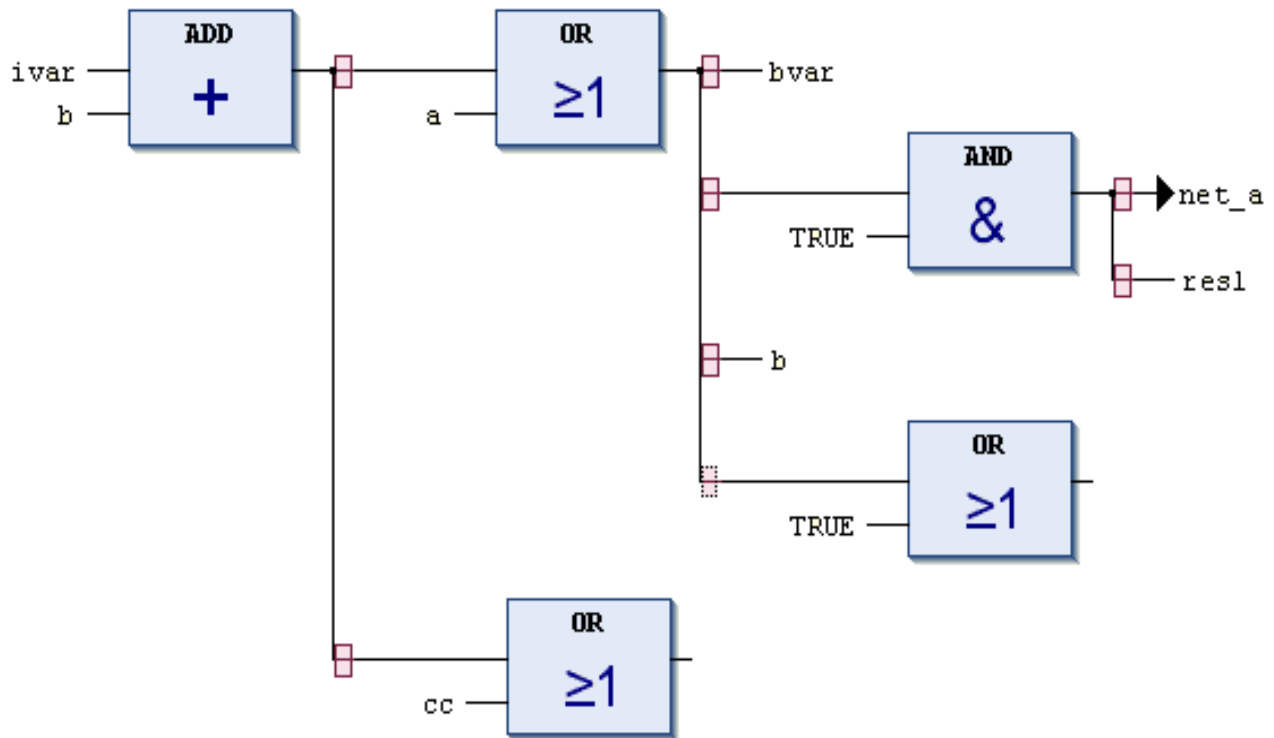 ADD
OR
ivar
+
≥1
bvar
b
a
AND
&
net_a
TRUE
resl
b
OR
≥1
TRUE
OR
≥1
cc